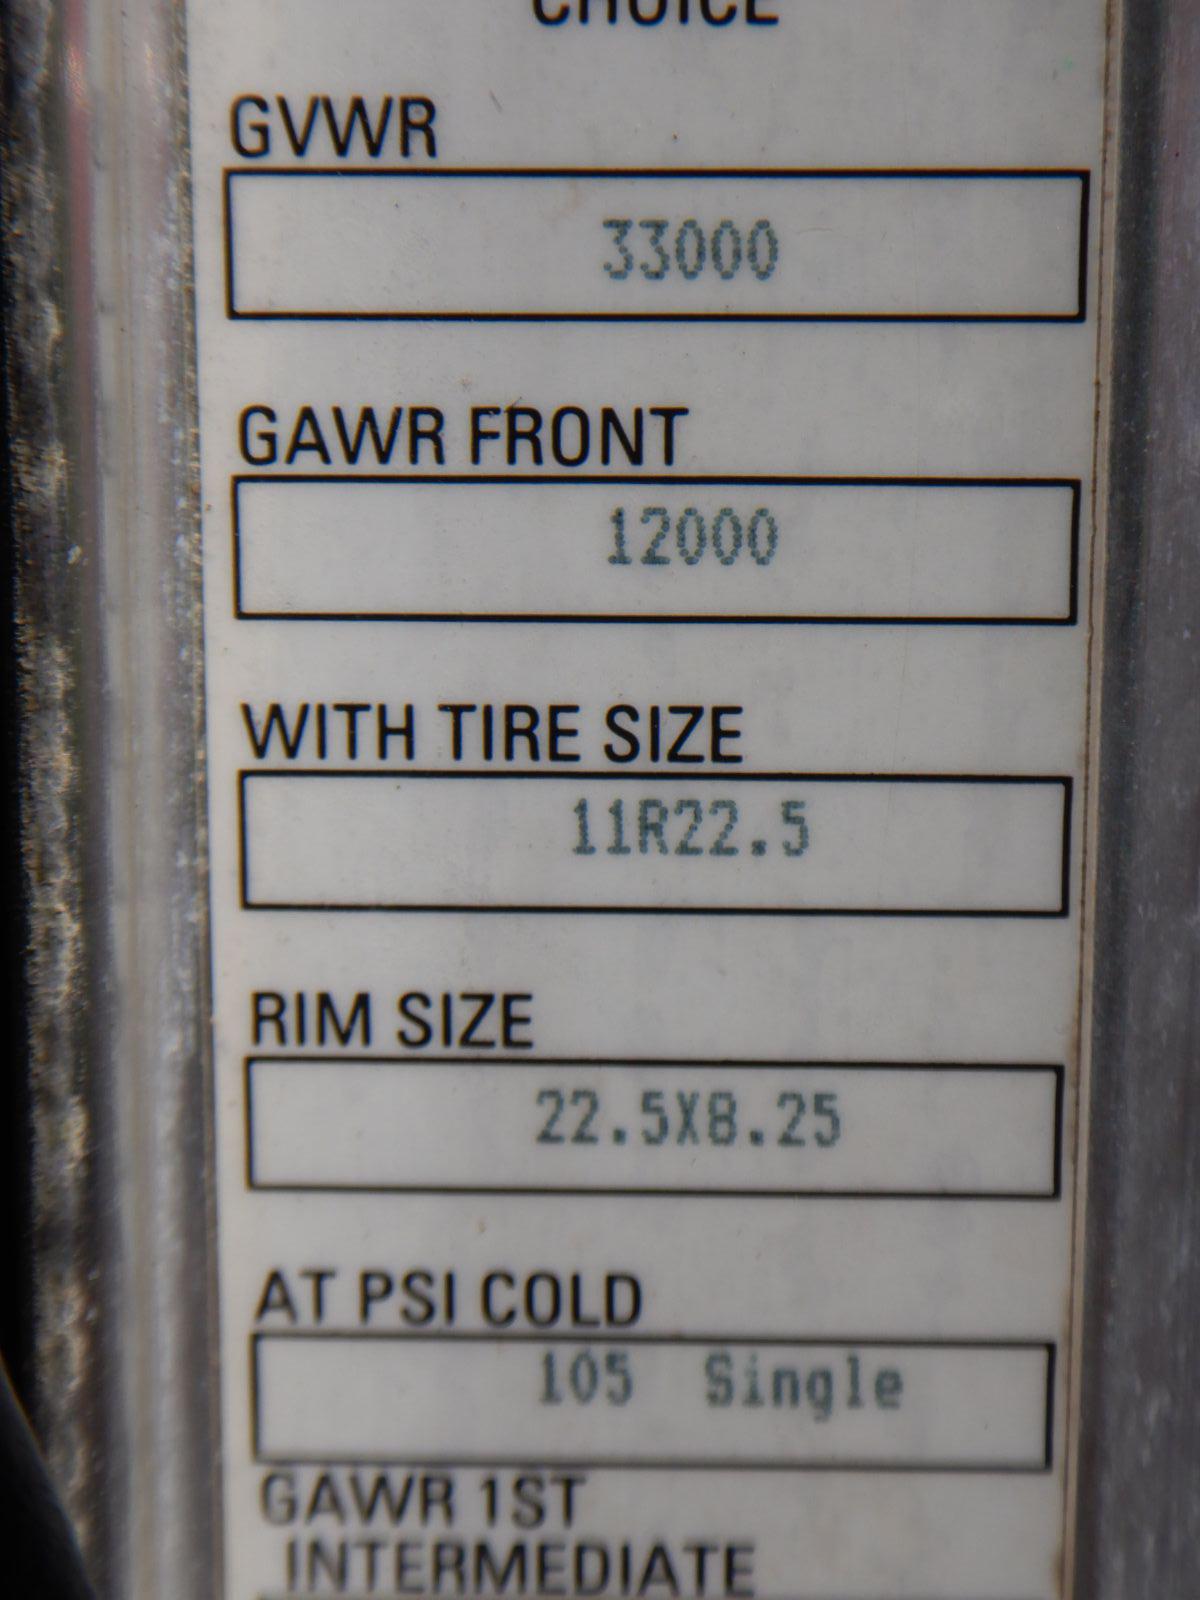 CHOICE
GVWR
33000
GAWR FRONT
12000
WITH TIRE SIZE
11R22.5
RIM SIZE
22.5X8.25
AT PSI COLD
105 Single
GAWR 1ST
INTERMEDIATE